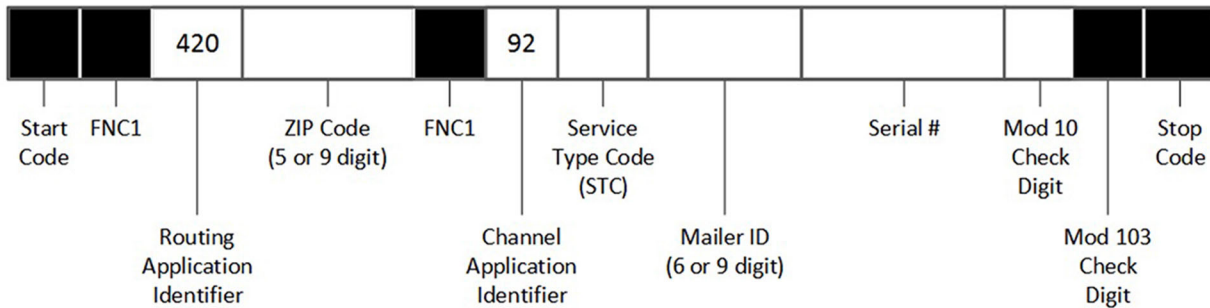 420
92
Start
Code
FNC1
ZIP Code
(5 or 9 digit)
FNC1
Service
Type Code
(STC)
Serial #
Mod 10
Check
Digit
Stop
Code
Routing
Application
Identifier
Channel
Application
Identifier
Mailer ID
(6 or 9 digit)
Mod 103
Check
Digit